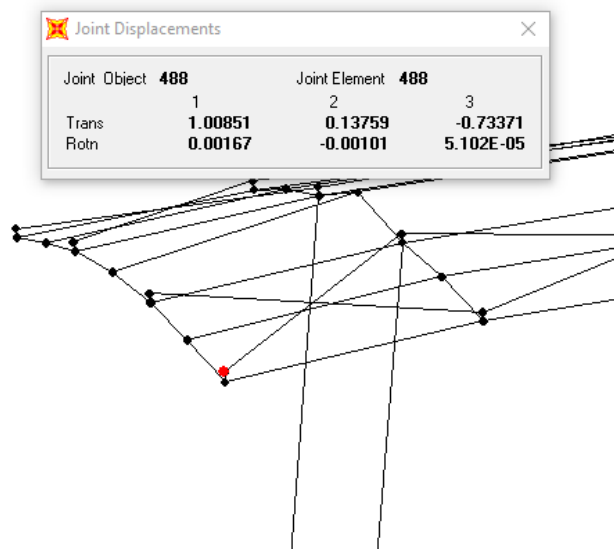 Joint Displacements
Joint Object 488 Joint Element 488
1 2 3
Trans 1.00851 0.13759 -0.73371
Rotn 0.00167 -0.00101 5.102E-05